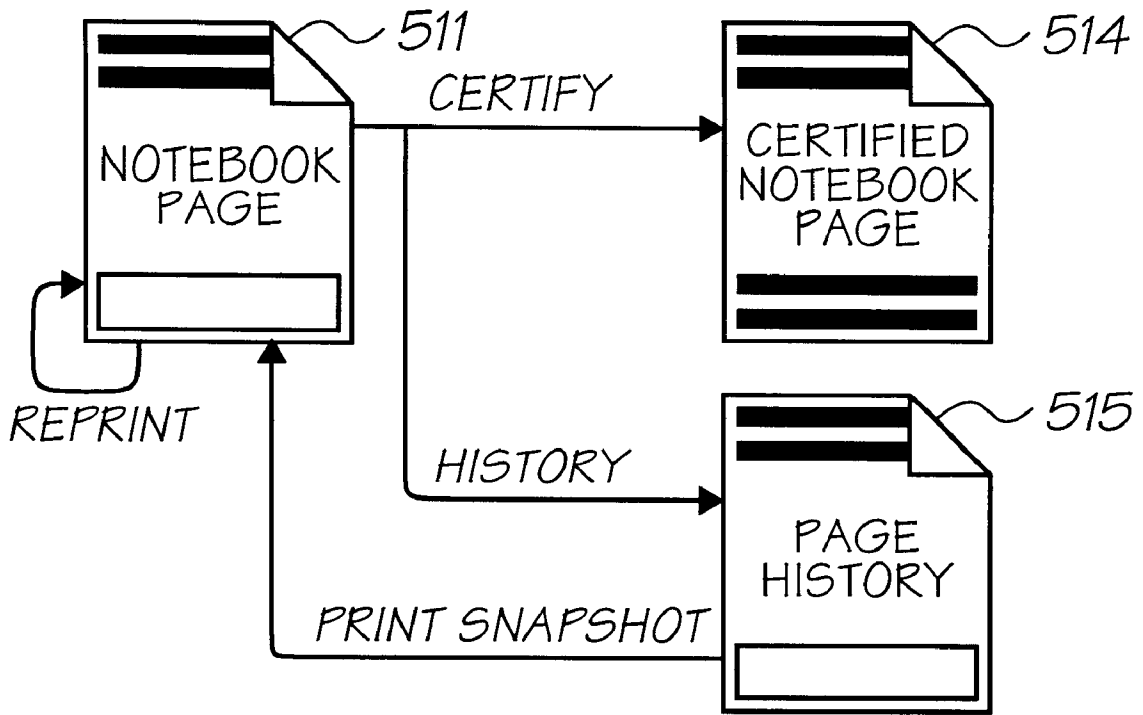 511
514
CERTIFY
NOTEBOOK
PAGE
CERTIFIED
NOTEBOOK
PAGE
REPRINT
515
HISTORY
PAGE
HISTORY
PRINT SNAPSHOT